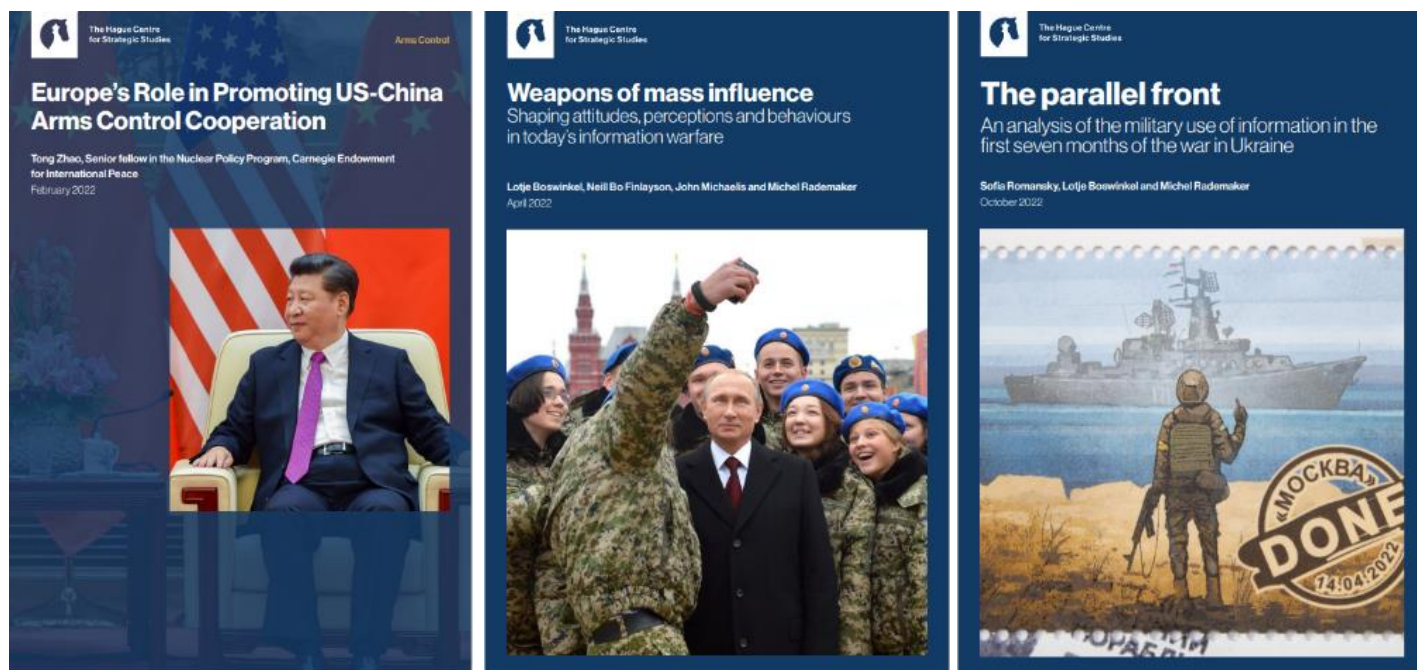 The Hague Centre
for Strategic Studies
Arms Control
Europe's Role in Promoting US-China
Arms Control Cooperation
Tong Zhao, Senior fellow in the Nuclear Policy Program, Carnegie Endowment
for International Peace
February 2022
The Hague Centre
for Strategic Studies
Weapons of mass influence
Shaping attitudes, perceptions and behaviours
in today's information warfare
Lotje Boswinkel, Neill Bo Finlayson, John Michaelis and Michel Rademaker
April 2022
The Hague Centre
for Strategic Studies
The parallel front
An analysis of the military use of information in the
first seven months of the war in Ukraine
Sofia Romansky, Lotje Boswinkel and Michel Rademaker
October 2022
«МОСКВА»
DONE
14.04.2022